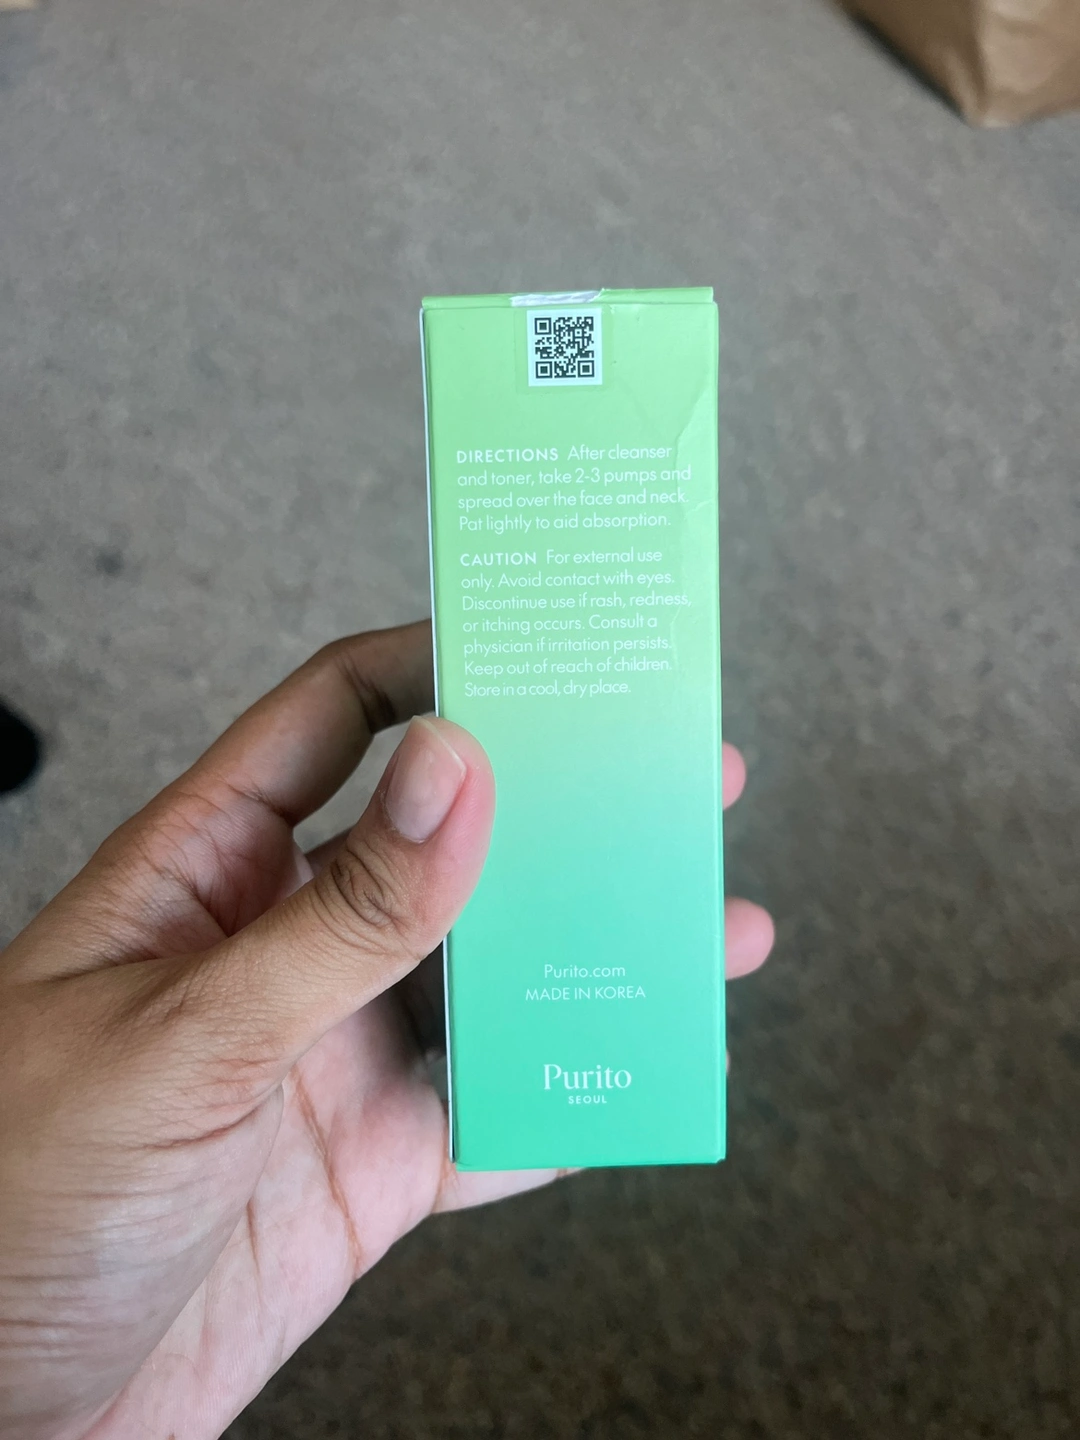 DIRECTIONS After cleanser
and toner, take 2-3 pumps and
spread over the face and neck.
Pat lightly to aid absorption.
CAUTION For external use
only. Avoid contact with eyes.
Discontinue use if rash, redness,
or itching occurs. Consult a
physician if irritation persists.
Keep out of reach of children.
Store in a cool, dry place.
Purito.com
MADE IN KOREA
Purito
SEOUL